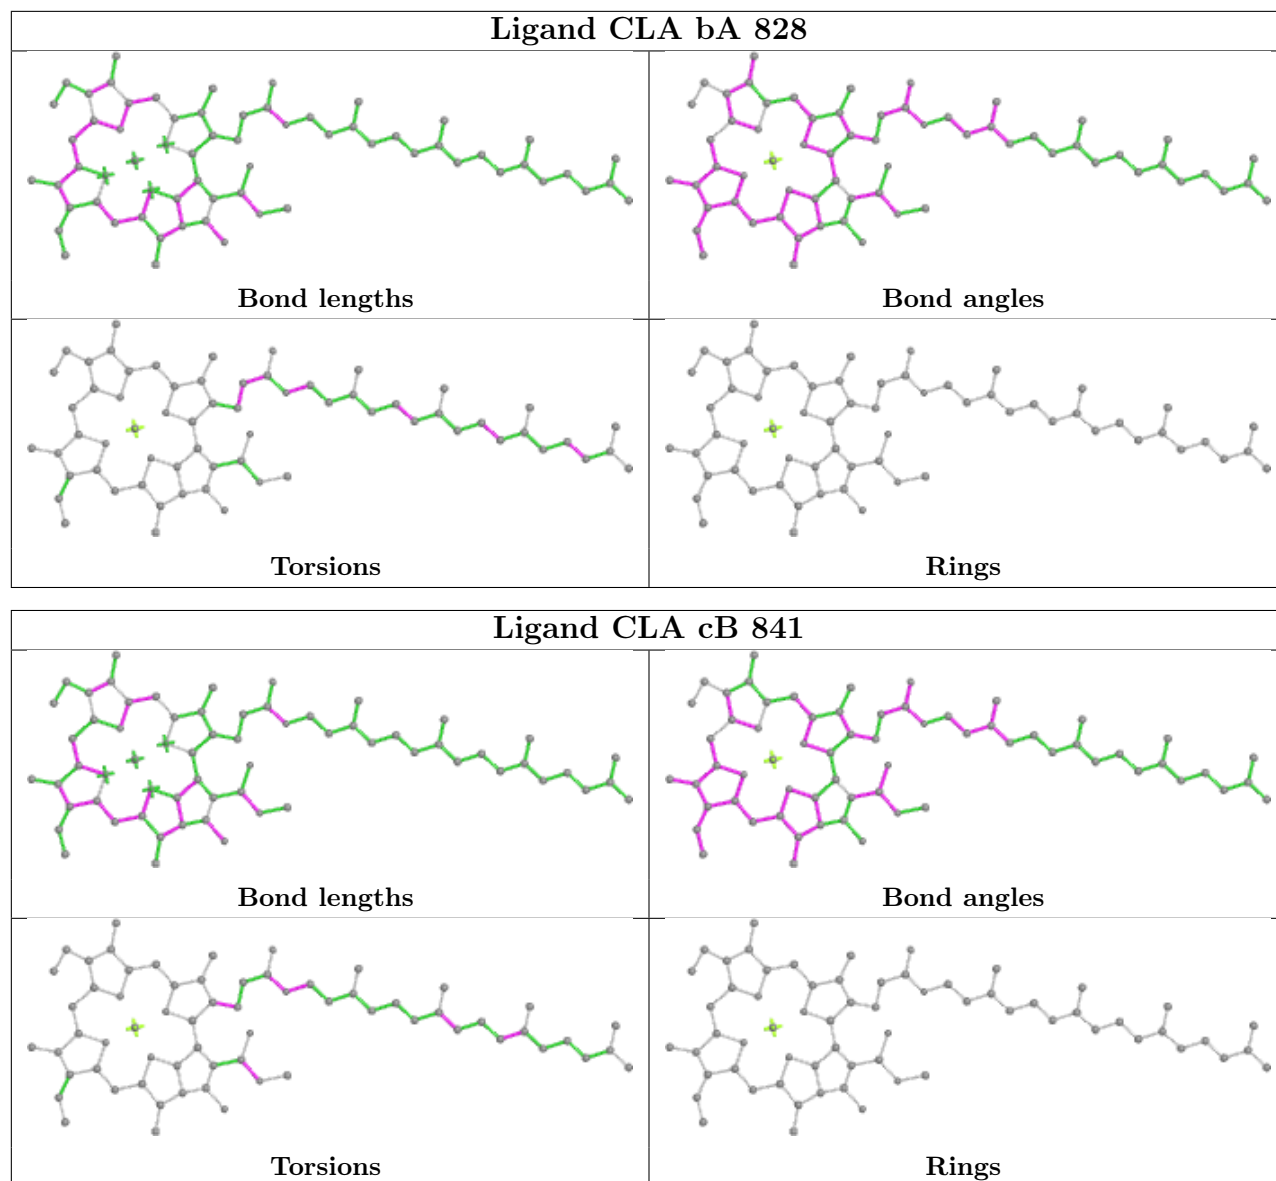 Ligand CLA bA 828
Bond lengths
Bond angles
Torsions
Rings
Ligand CLA cB 841
Bond lengths
Bond angles
Torsions
Rings